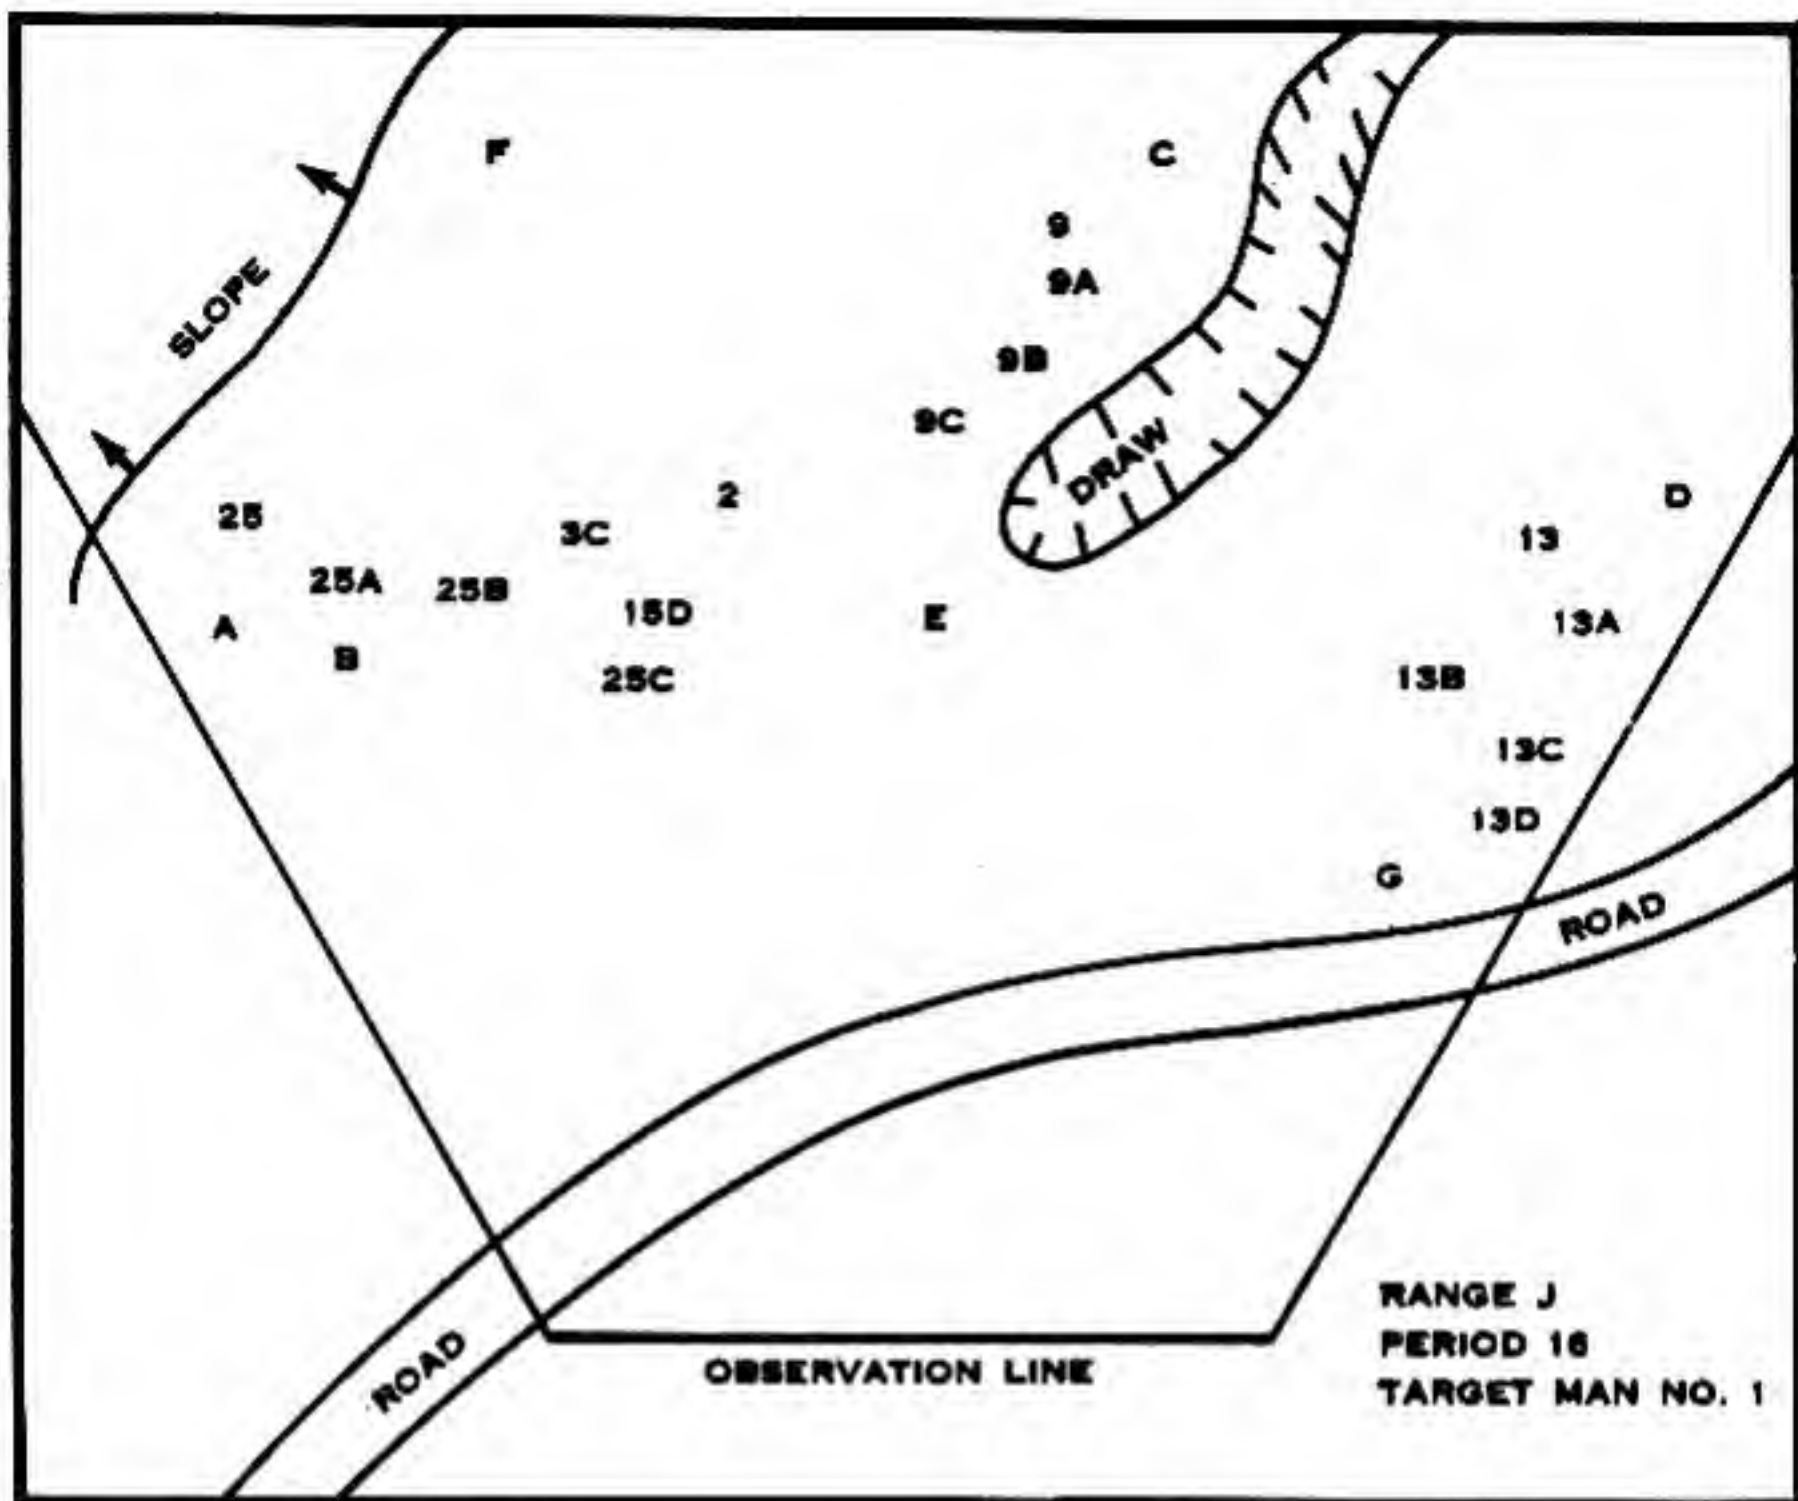 F
C
9
9A
SLOPE
9B
9C
DRAW
2
D
25
3C
13
25A
25B
15D
E
13A
A
B
25C
13B
13C
13D
G
ROAD
RANGE J
PERIOD 16
TARGET MAN NO. 1
OBSERVATION LINE
ROAD